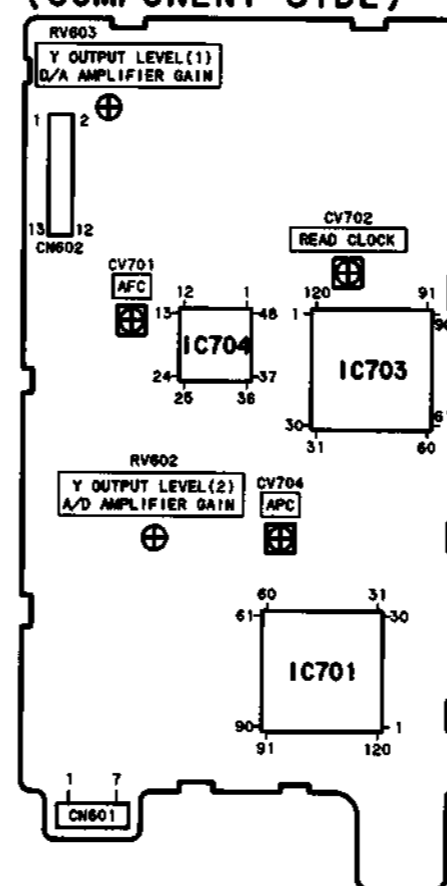 (COMPONENT SIDE)
RV603
Y OUTPUT LEVEL(1)
D/A AMPLIFIER GAIN
1 2
13 12
CN602
CV702
READ CLOCK
CV701
AFC
12 1
13 48
IC704
24 37
25 36
120 91
1 90
IC703
30 61
31 60
RV602
Y OUTPUT LEVEL(2)
A/D AMPLIFIER GAIN
CV704
APC
60 31
61 30
IC701
90 1
91 120
1 7
CN601